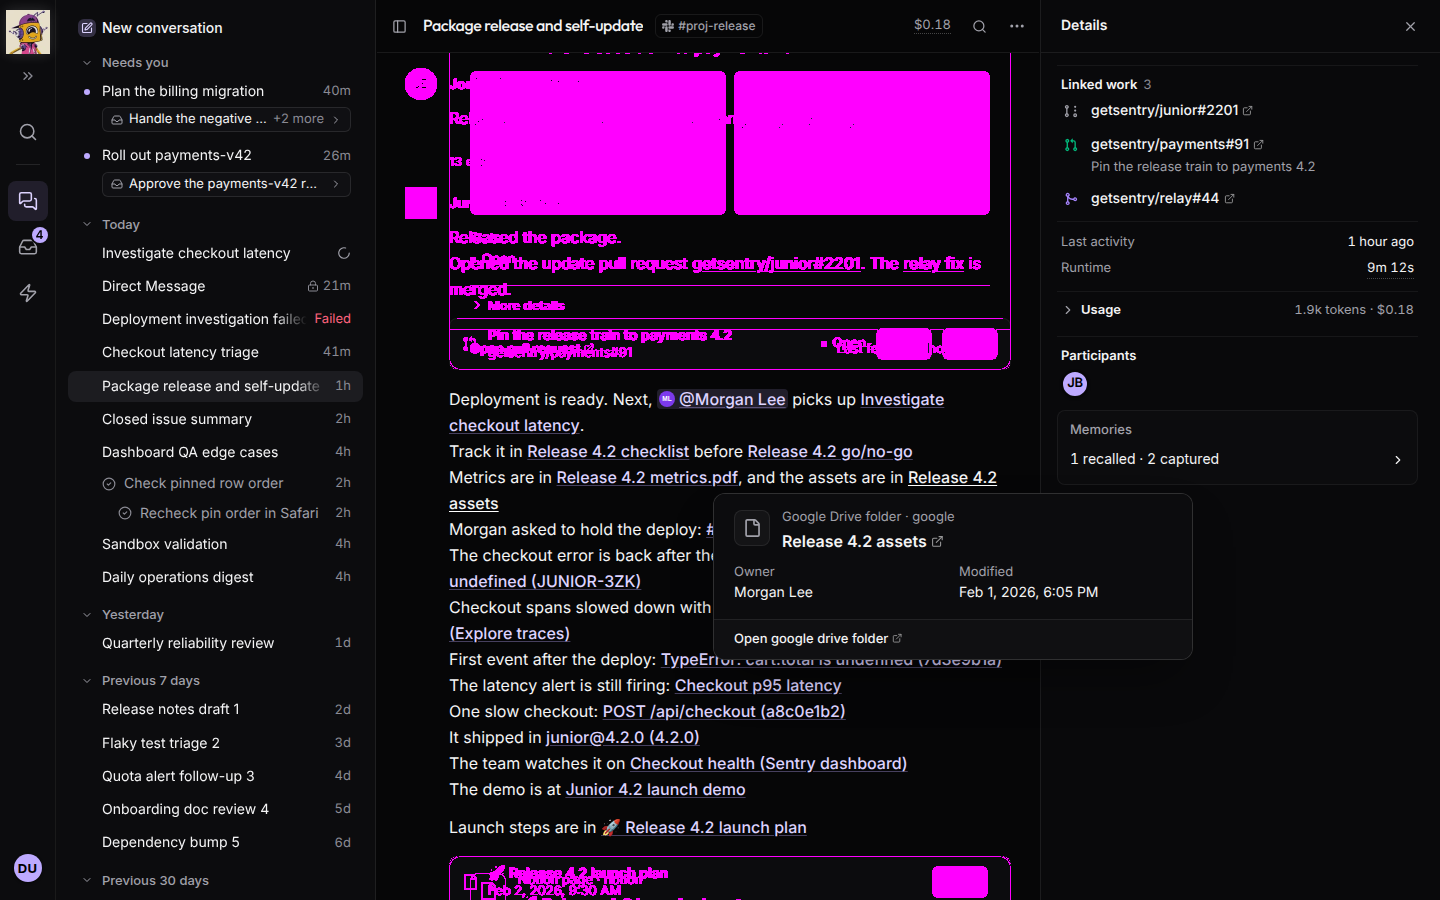 New conversation
Needs you
Plan the billing migration 40m
Handle the negative ... +2 more
Roll out payments-v42 26m
Approve the payments-v42 r...
Today
Investigate checkout latency
Direct Message 21m
Deployment investigation failed Failed
Checkout latency triage 41m
Package release and self-update 1h
Closed issue summary 2h
Dashboard QA edge cases 4h
Check pinned row order 2h
Recheck pin order in Safari 2h
Sandbox validation 4h
Daily operations digest 4h
Yesterday
Quarterly reliability review 1d
Previous 7 days
Release notes draft 1 2d
Flaky test triage 2 3d
Quota alert follow-up 3 4d
Onboarding doc review 4 5d
Dependency bump 5 6d
Previous 30 days
4
DU
Package release and self-update #proj-release $0.18
Released the package.
Opened the update pull request getsentry/junior#2201. The relay fix is
merged.
More details
Pin the release train to payments 4.2
getsentry/payments#91
Open
Deployment is ready. Next, ML @Morgan Lee picks up Investigate
checkout latency.
Track it in Release 4.2 checklist before Release 4.2 go/no-go
Metrics are in Release 4.2 metrics.pdf, and the assets are in Release 4.2
assets
Morgan asked to hold the deploy: #
The checkout error is back after the
undefined (JUNIOR-3ZK)
Checkout spans slowed down with
(Explore traces)
First event after the deploy: TypeError: cart.total is undefined (7d3e9b1a)
The latency alert is still firing: Checkout p95 latency
One slow checkout: POST /api/checkout (a8c0e1b2)
It shipped in junior@4.2.0 (4.2.0)
The team watches it on Checkout health (Sentry dashboard)
The demo is at Junior 4.2 launch demo
Launch steps are in 🚀 Release 4.2 launch plan
Release 4.2 launch plan
Feb 2, 2026, 9:30 AM
Google Drive folder · google
Release 4.2 assets
Owner Modified
Morgan Lee Feb 1, 2026, 6:05 PM
Open google drive folder
Details
Linked work 3
getsentry/junior#2201
getsentry/payments#91
Pin the release train to payments 4.2
getsentry/relay#44
Last activity 1 hour ago
Runtime 9m 12s
Usage 1.9k tokens · $0.18
Participants
JB
Memories
1 recalled · 2 captured